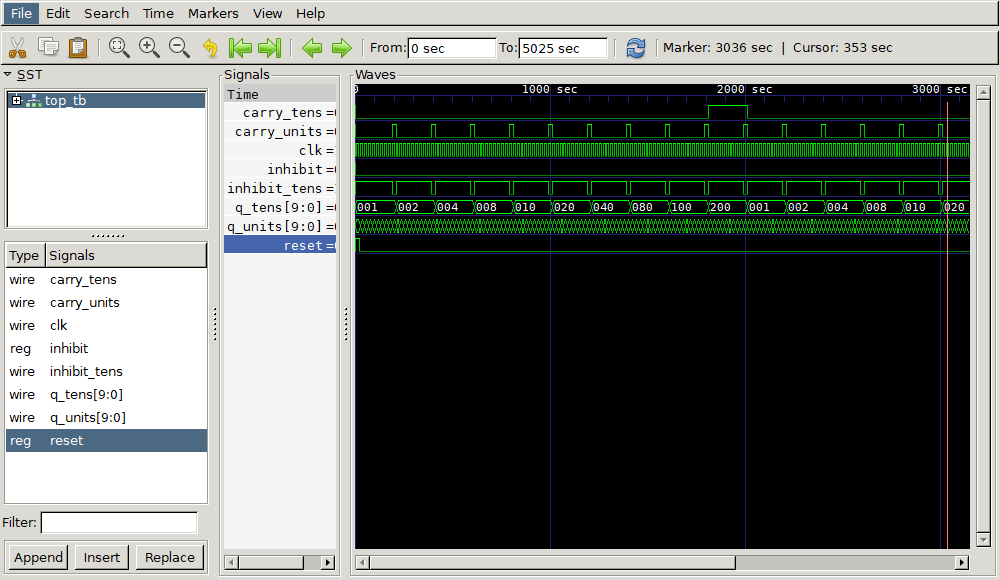 File Edit Search Time Markers View Help
From: 0 sec To: 5025 sec Marker: 3036 sec | Cursor: 353 sec
SST
top_tb
Type Signals
wire carry_tens
wire carry_units
wire clk
reg inhibit
wire inhibit_tens
wire q_tens[9:0]
wire q_units[9:0]
reg reset
Filter:
Append Insert Replace
Signals
Time
carry_tens =
carry_units =
clk =
inhibit =
inhibit_tens =
q_tens[9:0] =
q_units[9:0] =
reset =
Waves
1000 sec 2000 sec 3000 sec
001 002 004 008 010 020 040 080 100 200 001 002 004 008 010 020